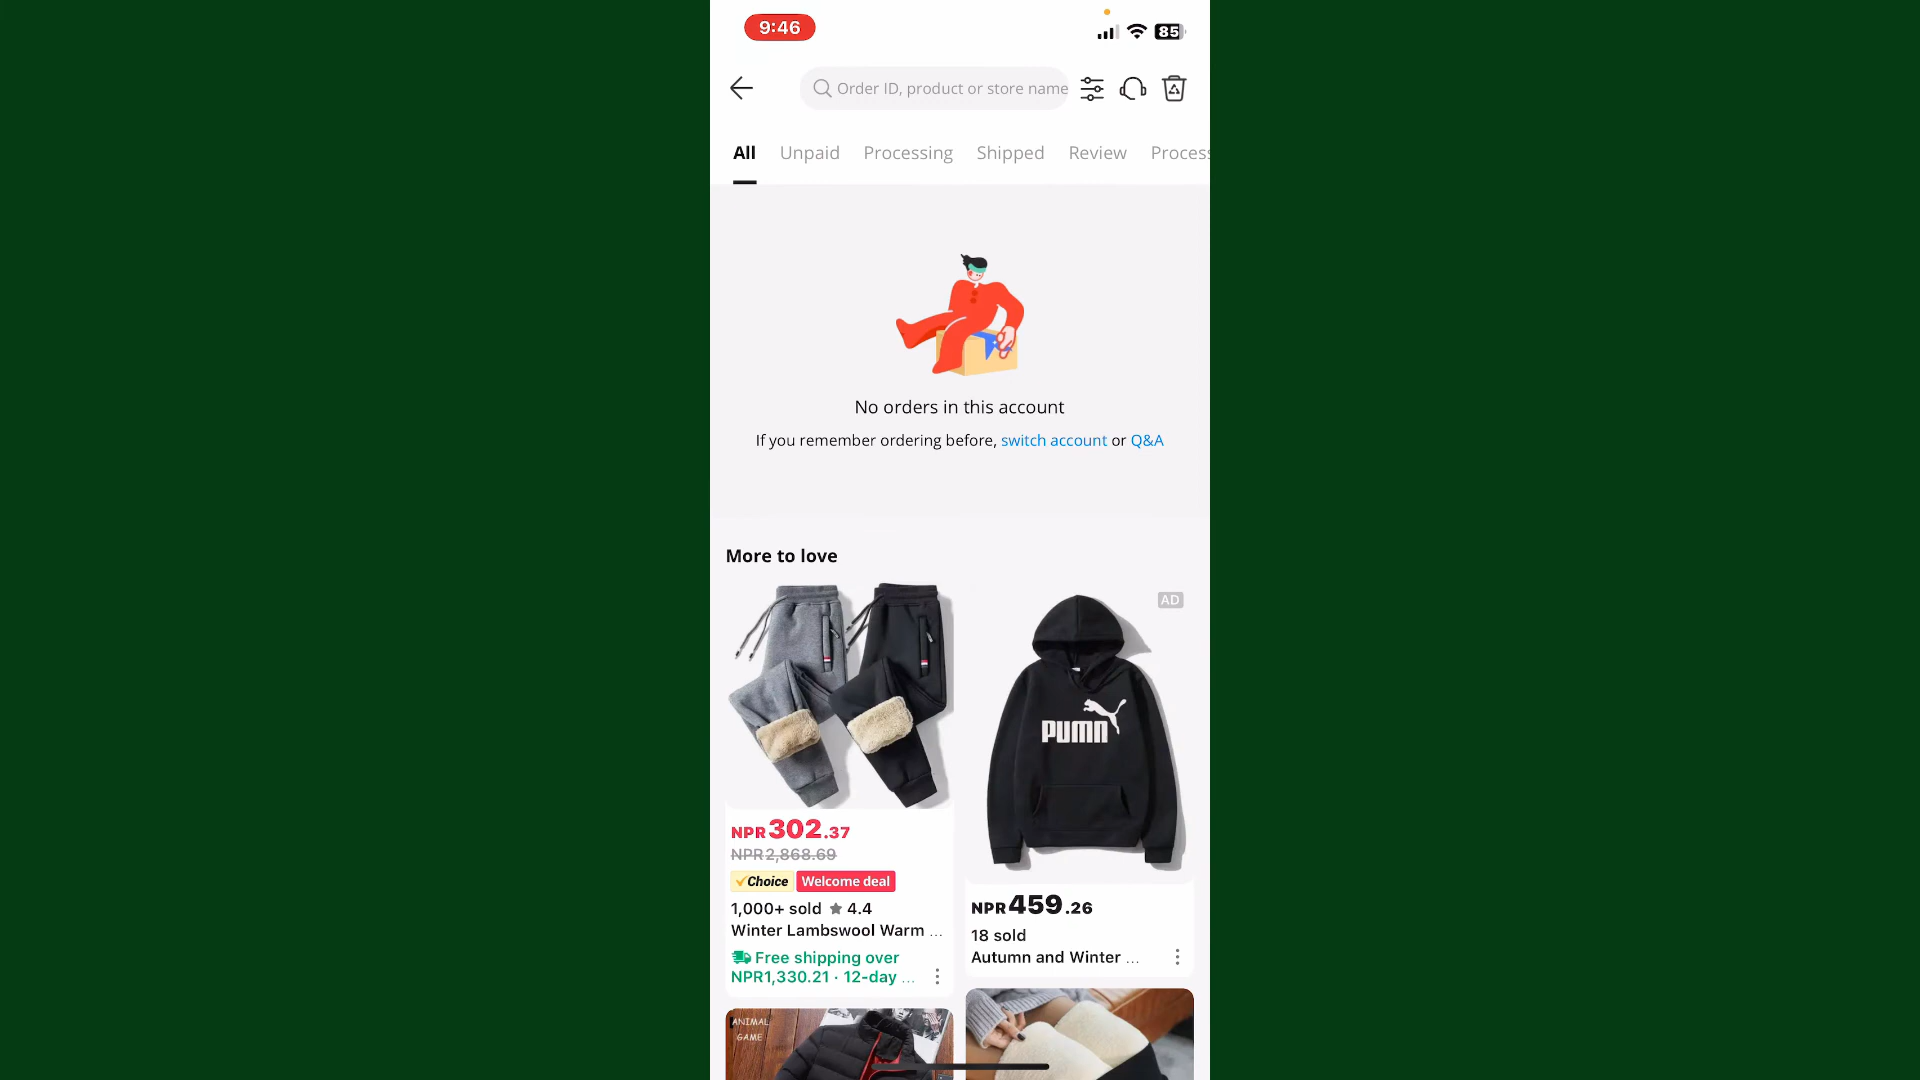 9:46
85
Order ID, product or store name
All Unpaid Processing Shipped Review Process
No orders in this account
If you remember ordering before, switch account or Q&A
More to love
AD
PUMA
NPR302.37
NPR2,868.69
Choice Welcome deal
1,000+ sold ★ 4.4
Winter Lambswool Warm ...
Free shipping over
NPR1,330.21 · 12-day ...
NPR459.26
18 sold
Autumn and Winter ...
ANIMAL
GAME